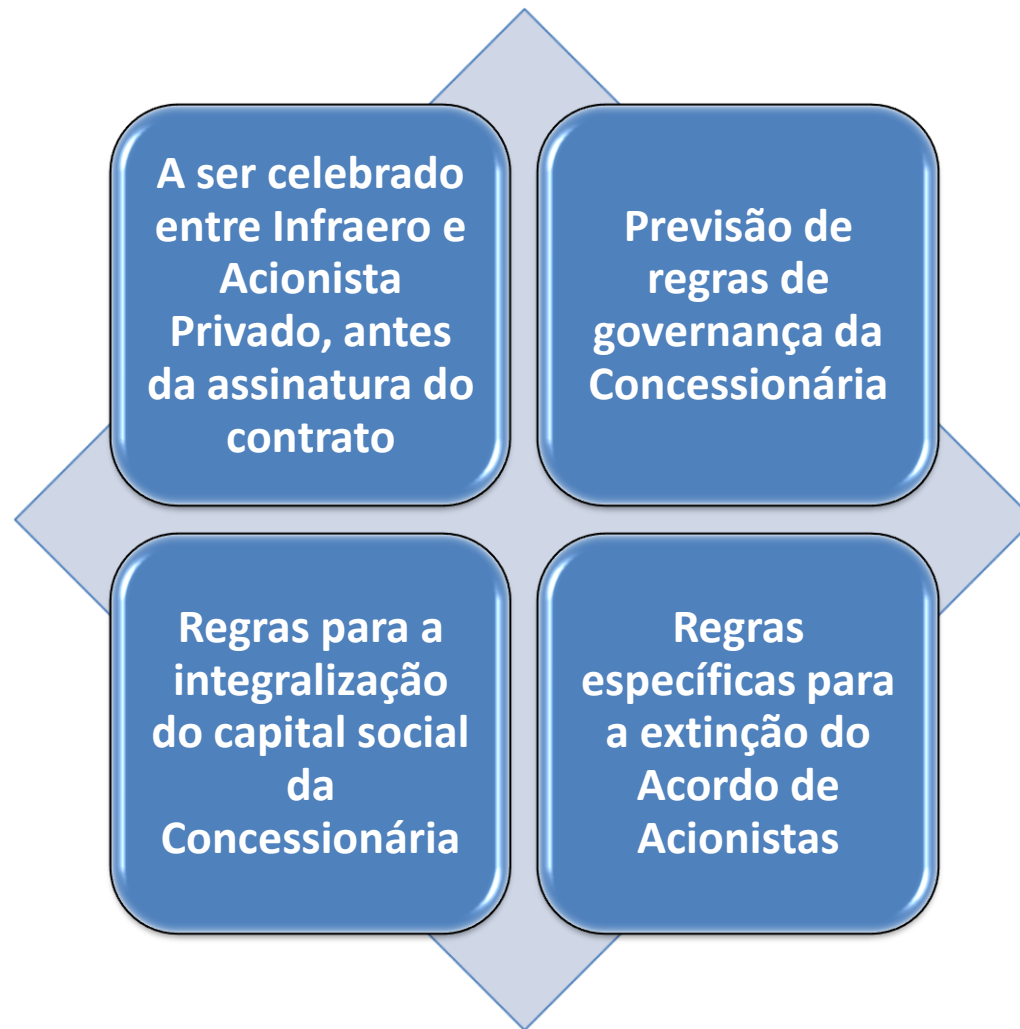 A ser celebrado
entre Infraero e
Acionista
Privado, antes
da assinatura do
contrato
Previsão de
regras de
governança da
Concessionária
Regras para a
integralização
do capital social
da
Concessionária
Regras
específicas para
a extinção do
Acordo de
Acionistas